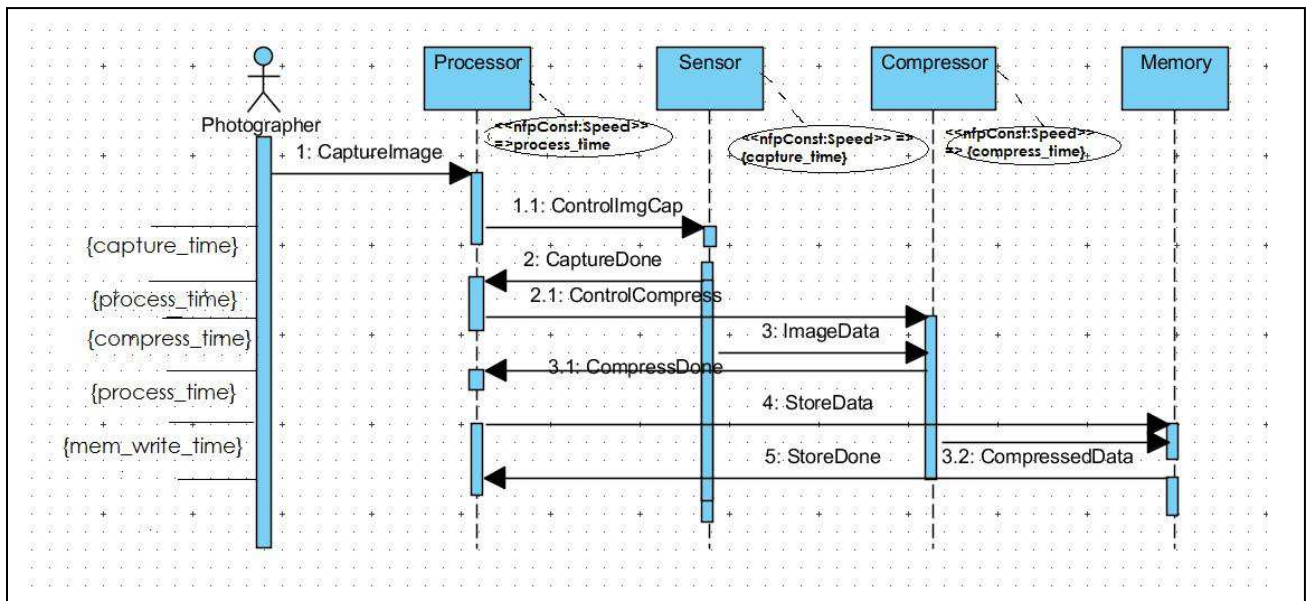 Processor
Sensor
Compressor
Memory
Photographer
<<nfpConst:Speed>>
=>process_time
<<nfpConst:Speed>> =>
{capture_time}
<<nfpConst:Speed>>
=> {compress_time}
1: CaptureImage
1.1: ControlImgCap
{capture_time}
2: CaptureDone
{process_time}
2.1: ControlCompress
{compress_time}
3: ImageData
3.1: CompressDone
{process_time}
4: StoreData
{mem_write_time}
5: StoreDone
3.2: CompressedData